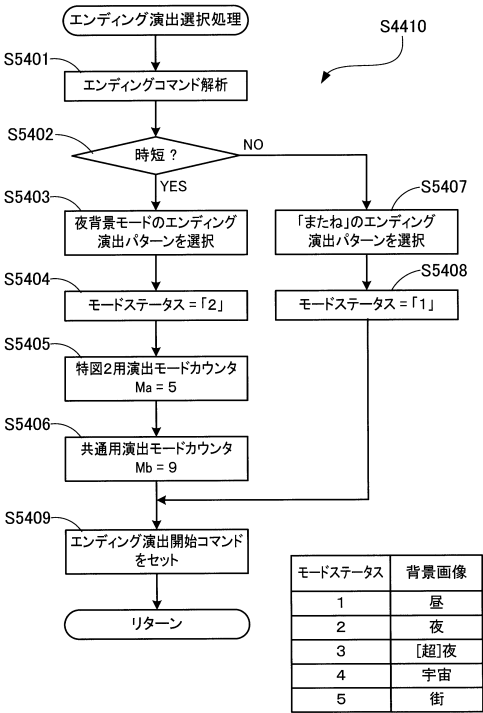 エンディング演出選択処理
S4410
S5401
エンディングコマンド解析
S5402
時短?
NO
YES
S5403
夜背景モードのエンディング
演出パターンを選択
S5407
「またね」のエンディング
演出パターンを選択
S5404
モードステータス=「2」
S5408
モードステータス=「1」
S5405
特図2用演出モードカウンタ
Ma = 5
S5406
共通用演出モードカウンタ
Mb = 9
S5409
エンディング演出開始コマンド
をセット
リターン
モードステータス 背景画像
1 昼
2 夜
3 [超]夜
4 宇宙
5 街